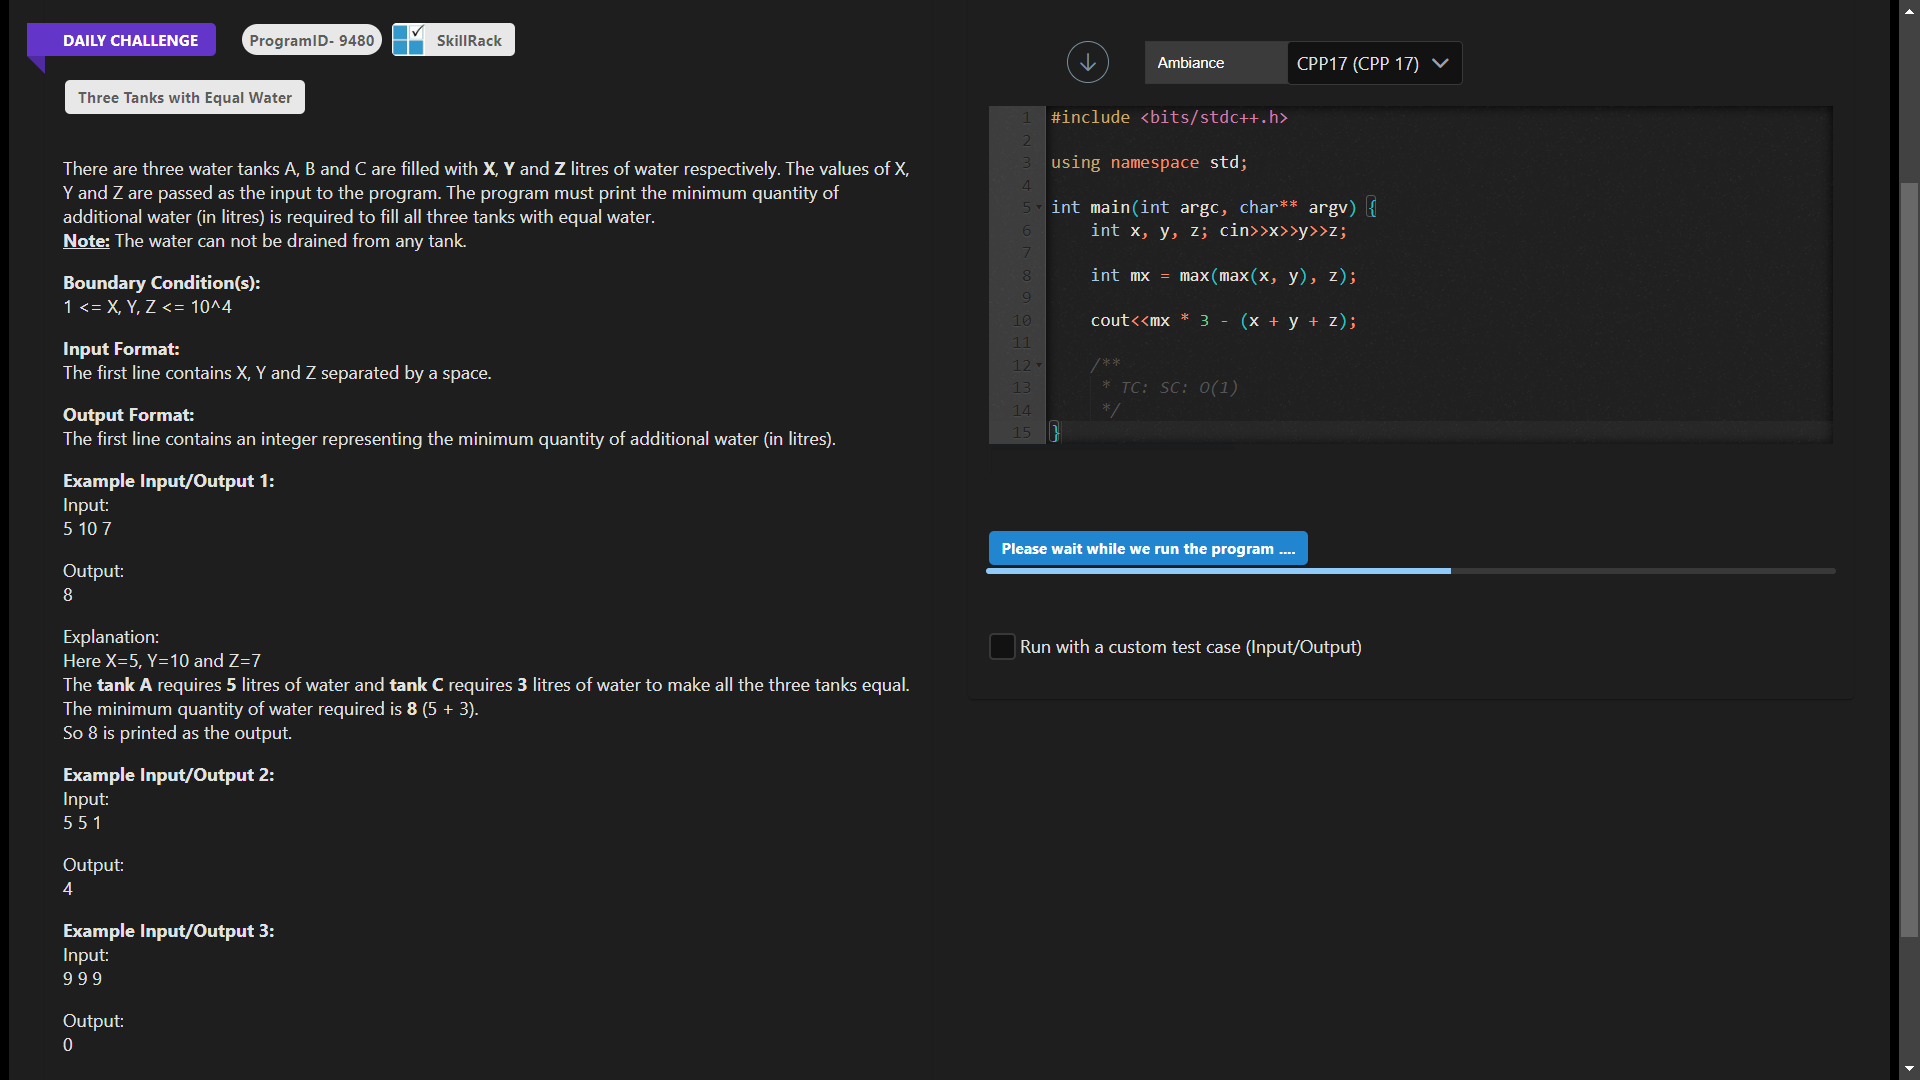 DAILY CHALLENGE
ProgramID- 9480
SkillRack
Three Tanks with Equal Water
There are three water tanks A, B and C are filled with X, Y and Z litres of water respectively. The values of X,
Y and Z are passed as the input to the program. The program must print the minimum quantity of
additional water (in litres) is required to fill all three tanks with equal water.
Note: The water can not be drained from any tank.
Boundary Condition(s):
1 <= X, Y, Z <= 10^4
Input Format:
The first line contains X, Y and Z separated by a space.
Output Format:
The first line contains an integer representing the minimum quantity of additional water (in litres).
Example Input/Output 1:
Input:
5 10 7
Output:
8
Explanation:
Here X=5, Y=10 and Z=7
The tank A requires 5 litres of water and tank C requires 3 litres of water to make all the three tanks equal.
The minimum quantity of water required is 8 (5 + 3).
So 8 is printed as the output.
Example Input/Output 2:
Input:
5 5 1
Output:
4
Example Input/Output 3:
Input:
9 9 9
Output:
0
Ambiance
CPP17 (CPP 17)
1 #include <bits/stdc++.h>
2
3 using namespace std;
4
5 int main(int argc, char** argv) {
6     int x, y, z; cin>>x>>y>>z;
7
8     int mx = max(max(x, y), z);
9
10     cout<<mx * 3 - (x + y + z);
11
12     /**
13      * TC: SC: O(1)
14      */
15 }
Please wait while we run the program ....
Run with a custom test case (Input/Output)